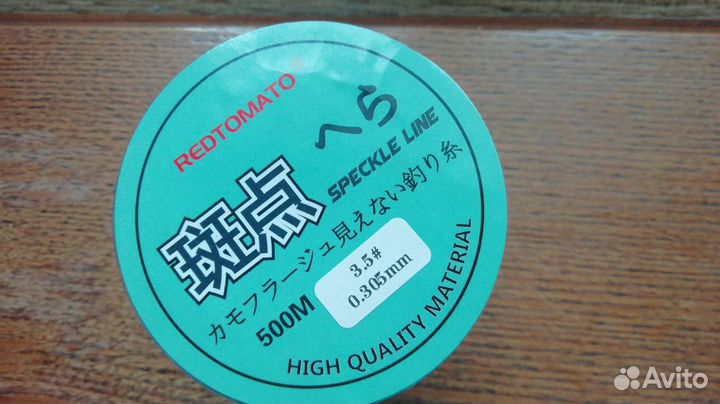 REDTOMATO®
へら
斑点
SPECKLE LINE
カモフラージュ見えない釣り糸
500M
3.5#
0.305mm
HIGH QUALITY MATERIAL
Avito